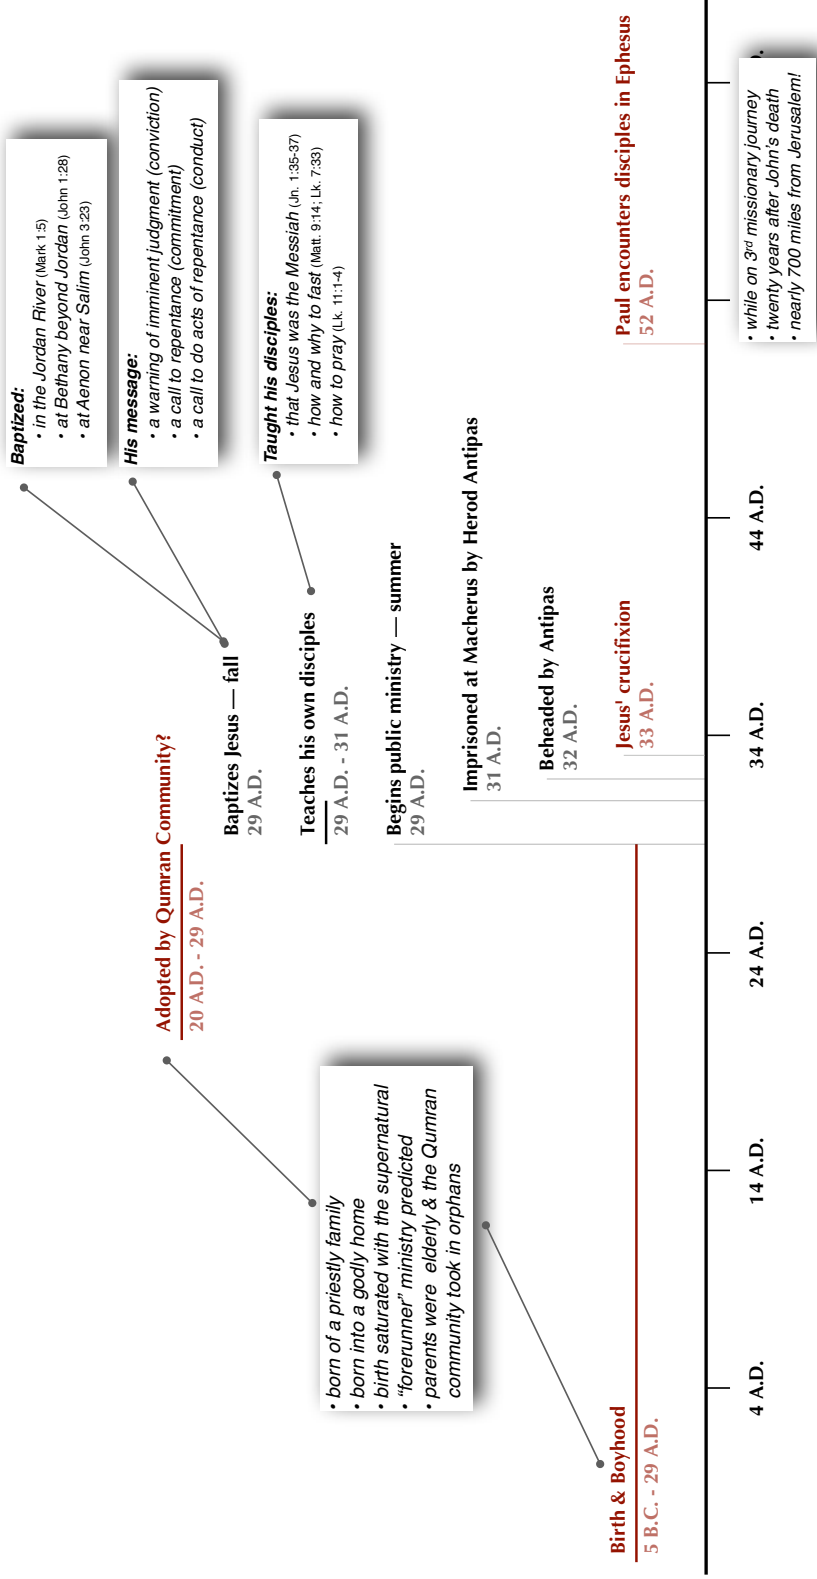 Baptized:
• in the Jordan River (Mark 1:5)
• at Bethany beyond Jordan (John 1:28)
• at Aenon near Salim (John 3:23)
His message:
• a warning of imminent judgment (conviction)
• a call to repentance (commitment)
• a call to do acts of repentance (conduct)
Adopted by Qumran Community?
20 A.D. - 29 A.D.
Baptizes Jesus — fall
29 A.D.
Taught his disciples:
• that Jesus was the Messiah (Jn. 1:35-37)
• how and why to fast (Matt. 9:14; Lk. 7:33)
• how to pray (Lk. 11:1-4)
Teaches his own disciples
29 A.D. - 31 A.D.
• born of a priestly family
• born into a godly home
• birth saturated with the supernatural
• “forerunner” ministry predicted
• parents were elderly & the Qumran
community took in orphans
Begins public ministry — summer
29 A.D.
Imprisoned at Macherus by Herod Antipas
31 A.D.
Beheaded by Antipas
32 A.D.
Birth & Boyhood
5 B.C. - 29 A.D.
Jesus' crucifixion
33 A.D.
Paul encounters disciples in Ephesus
52 A.D.
4 A.D.
14 A.D.
24 A.D.
34 A.D.
44 A.D.
• while on 3rd missionary journey
• twenty years after John's death
• nearly 700 miles from Jerusalem!